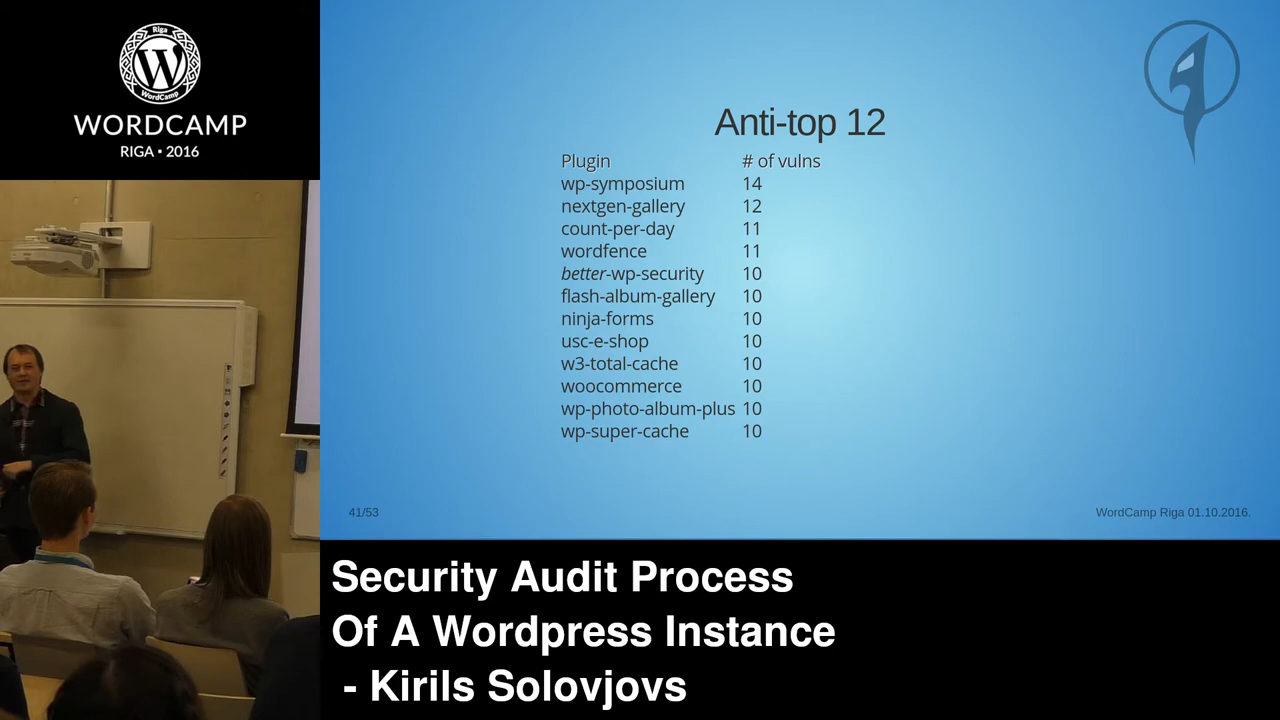 Riga
WordCamp
WORDCAMP
RIGA • 2016
Anti-top 12
Plugin # of vulns
wp-symposium 14
nextgen-gallery 12
count-per-day 11
wordfence 11
better-wp-security 10
flash-album-gallery 10
ninja-forms 10
usc-e-shop 10
w3-total-cache 10
woocommerce 10
wp-photo-album-plus 10
wp-super-cache 10
41/53
WordCamp Riga 01.10.2016.
Security Audit Process
Of A Wordpress Instance
- Kirils Solovjovs